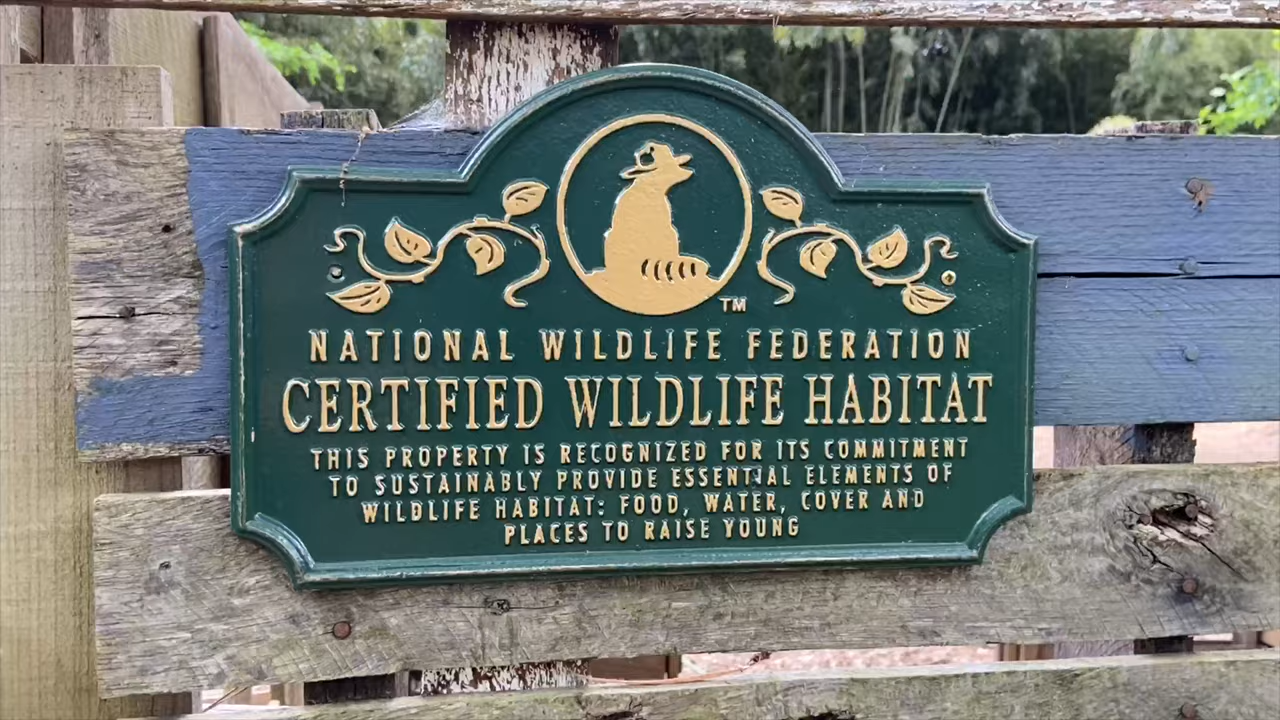 TM
NATIONAL WILDLIFE FEDERATION
CERTIFIED WILDLIFE HABITAT
THIS PROPERTY IS RECOGNIZED FOR ITS COMMITMENT
TO SUSTAINABLY PROVIDE ESSENTIAL ELEMENTS OF
WILDLIFE HABITAT: FOOD, WATER, COVER AND
PLACES TO RAISE YOUNG